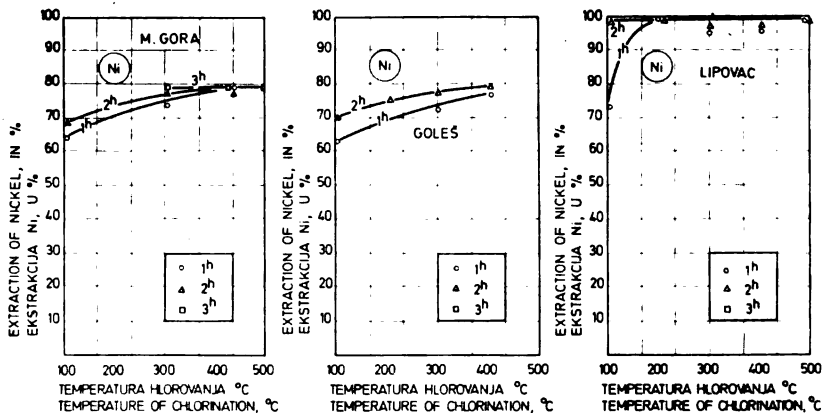 EXTRACTION OF NICKEL, IN %
EKSTRAKCIJA Ni, U %
100
90
80
70
60
50
40
30
20
10
M. GORA
Ni
3h
2h
1h
1h
2h
3h
100 200 300 400 500
TEMPERATURA HLOROVANJA °C
TEMPERATURE OF CHLORINATION, °C
EXTRACTION OF NICKEL, IN %
EKSTRAKCIJA Ni, U %
100
90
80
70
60
50
40
30
20
10
Ni
2h
1h
GOLEŠ
1h
2h
3h
100 200 300 400 500
TEMPERATURA HLOROVANJA °C
TEMPERATURE OF CHLORINATION, °C
EXTRACTION OF NICKEL, IN %
EKSTRAKCIJA Ni, U %
100
90
80
70
60
50
40
30
20
10
2h
1h
Ni
LIPOVAC
1h
2h
3h
100 200 300 400 500
TEMPERATURA HLOROVANJA °C
TEMPERATURE OF CHLORINATION, °C